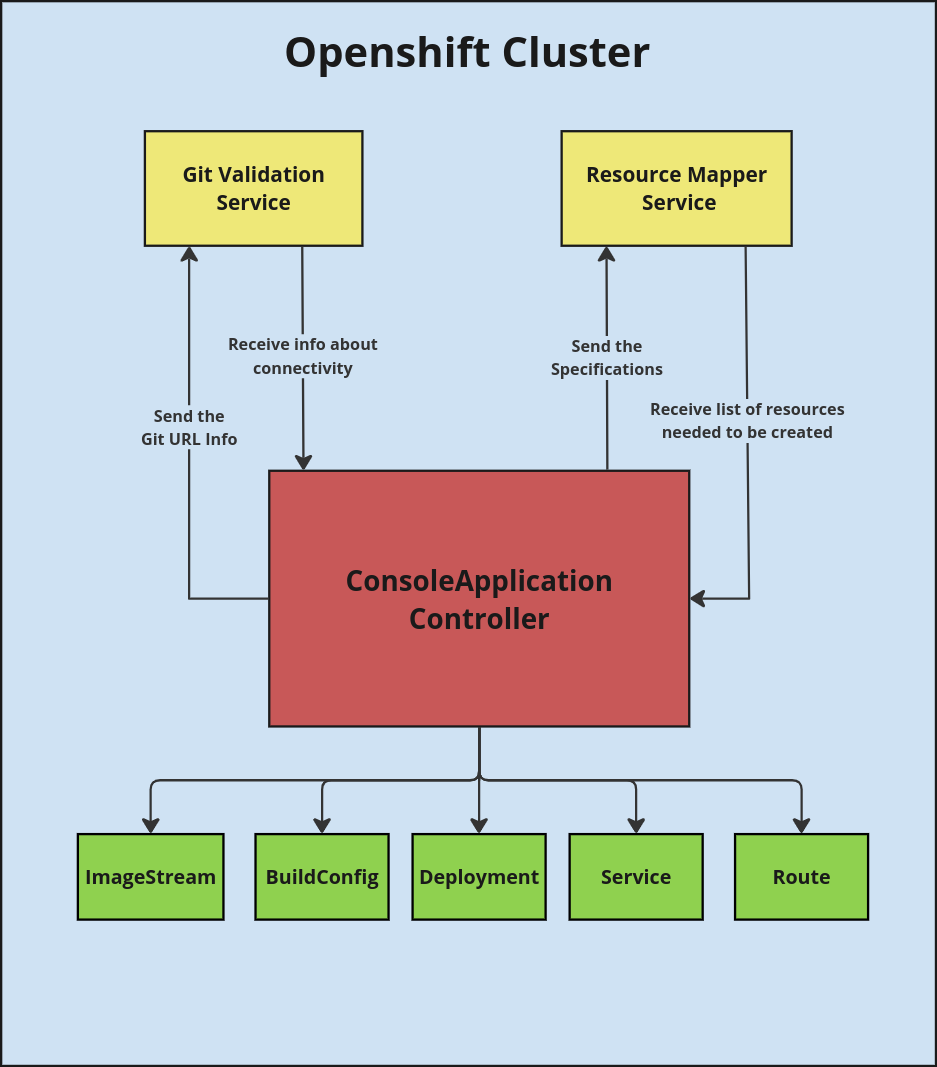 Openshift Cluster
Git Validation
Service
Resource Mapper
Service
Receive info about
connectivity
Send the
Specifications
Send the
Git URL Info
Receive list of resources
needed to be created
ConsoleApplication
Controller
ImageStream
BuildConfig
Deployment
Service
Route